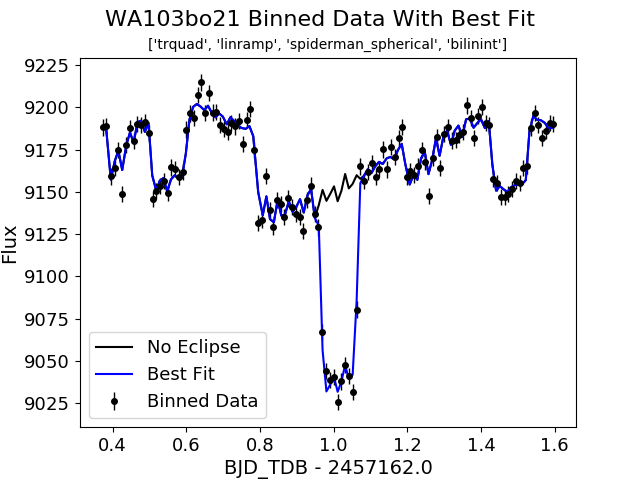 WA103bo21 Binned Data With Best Fit
['trquad', 'linramp', 'spiderman_spherical', 'bilinint']
9225
9200
9175
9150
9125
9100
9075
9050
9025
Flux
No Eclipse
Best Fit
Binned Data
0.4 0.6 0.8 1.0 1.2 1.4 1.6
BJD_TDB - 2457162.0